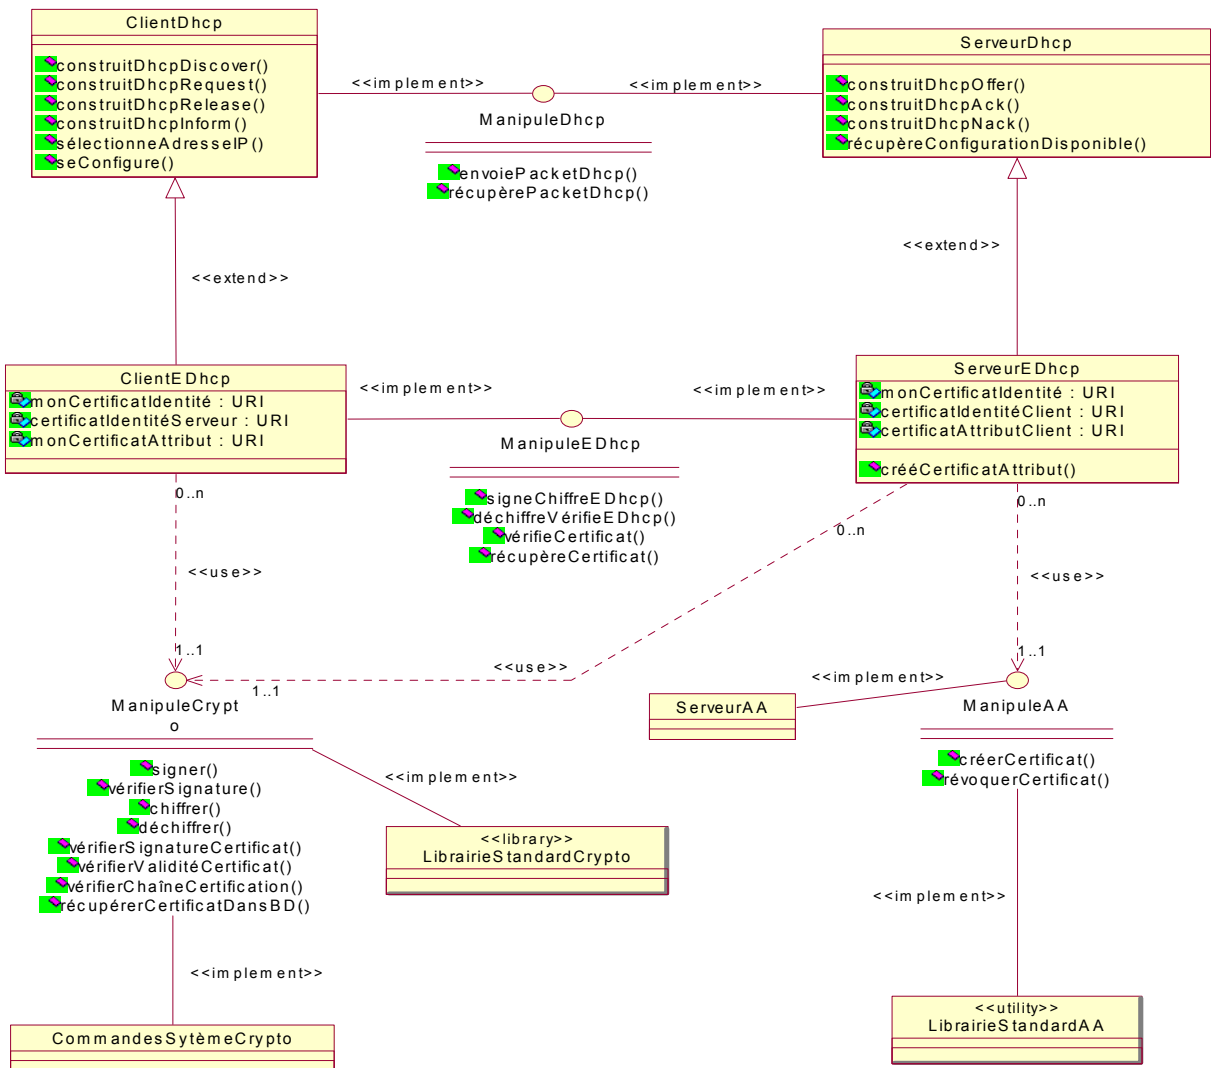 ClientDhcp
construitDhcpDiscover()
construitDhcpRequest()
construitDhcpRelease()
construitDhcpInform()
sélectionneAdresseIP()
seConfigure()
<<implement>>
<<implement>>
ManipuleDhcp
envoiePacketDhcp()
récupèrePacketDhcp()
ServeurDhcp
construitDhcpOffer()
construitDhcpAck()
construitDhcpNack()
récupèreConfigurationDisponible()
<<extend>>
<<extend>>
ClientEDhcp
monCertificatIdentité : URI
certificatIdentitéServeur : URI
monCertificatAttribut : URI
<<implement>>
<<implement>>
ManipuleEDhcp
signeChiffreEDhcp()
déchiffreVérifieEDhcp()
vérifieCertificat()
récupèreCertificat()
ServeurEDhcp
monCertificatIdentité : URI
certificatIdentitéClient : URI
certificatAttributClient : URI
crééCertificatAttribut()
0..n
0..n
0..n
<<use>>
<<use>>
<<use>>
1..1
1..1
1..1
ManipuleCrypt
o
signer()
vérifierSignature()
chiffrer()
déchiffrer()
vérifierSignatureCertificat()
vérifierValiditéCertificat()
vérifierChaîneCertification()
récupérerCertificatDansBD()
<<implement>>
<<library>>
LibrairieStandardCrypto
ServeurAA
<<implement>>
ManipuleAA
créerCertificat()
révoquerCertificat()
<<implement>>
<<implement>>
CommandesSytèmeCrypto
<<utility>>
LibrairieStandardAA